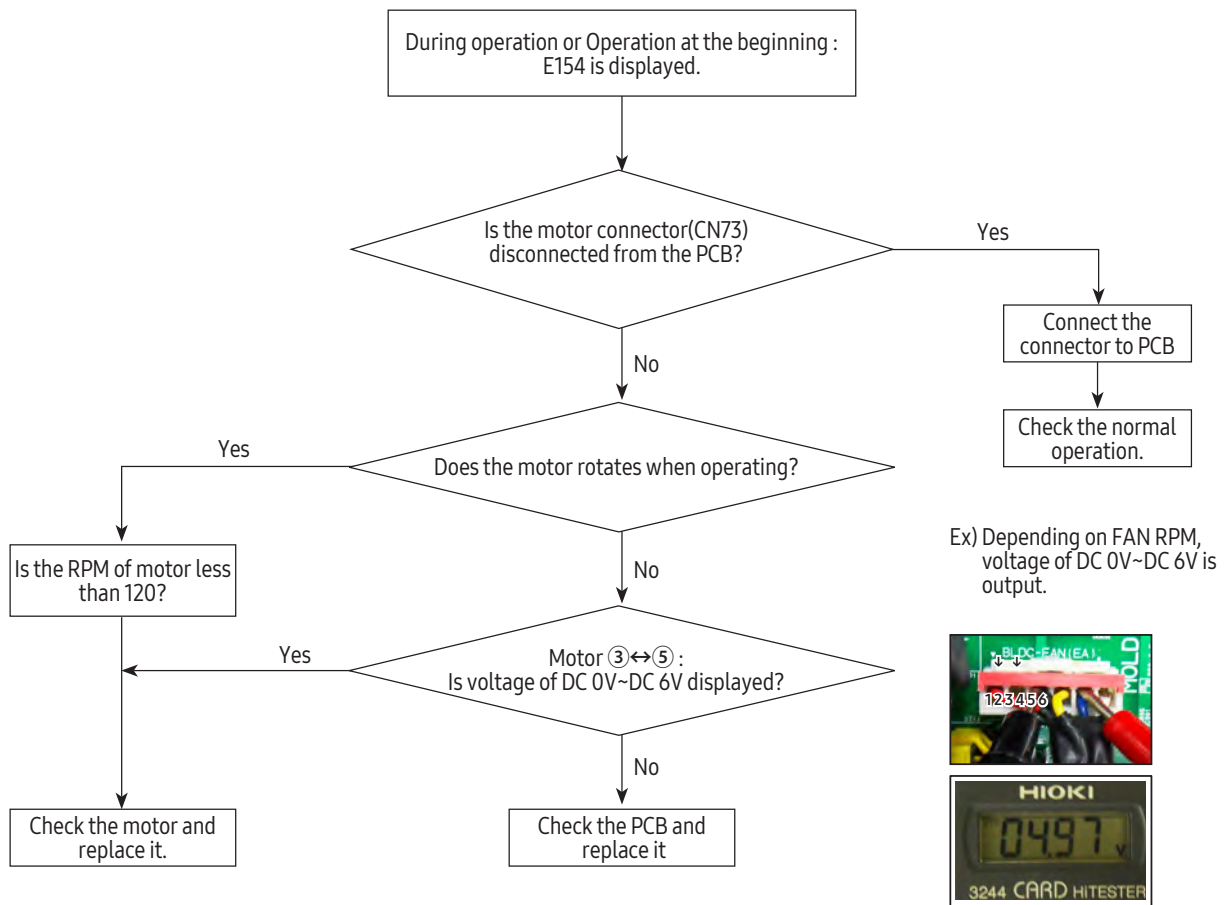 During operation or Operation at the beginning :
E154 is displayed.
Is the motor connector(CN73)
disconnected from the PCB?
Yes
Connect the
connector to PCB
No
Check the normal
operation.
Yes
Does the motor rotates when operating?
Ex) Depending on FAN RPM,
voltage of DC 0V~DC 6V is
output.
Is the RPM of motor less
than 120?
No
Yes
Motor ③↔⑤ :
Is voltage of DC 0V~DC 6V displayed?
BLDC-FAN(EA)
MOLD
123456
No
Check the motor and
replace it.
Check the PCB and
replace it
HIOKI
04.97 V
3244 CARD HiTESTER